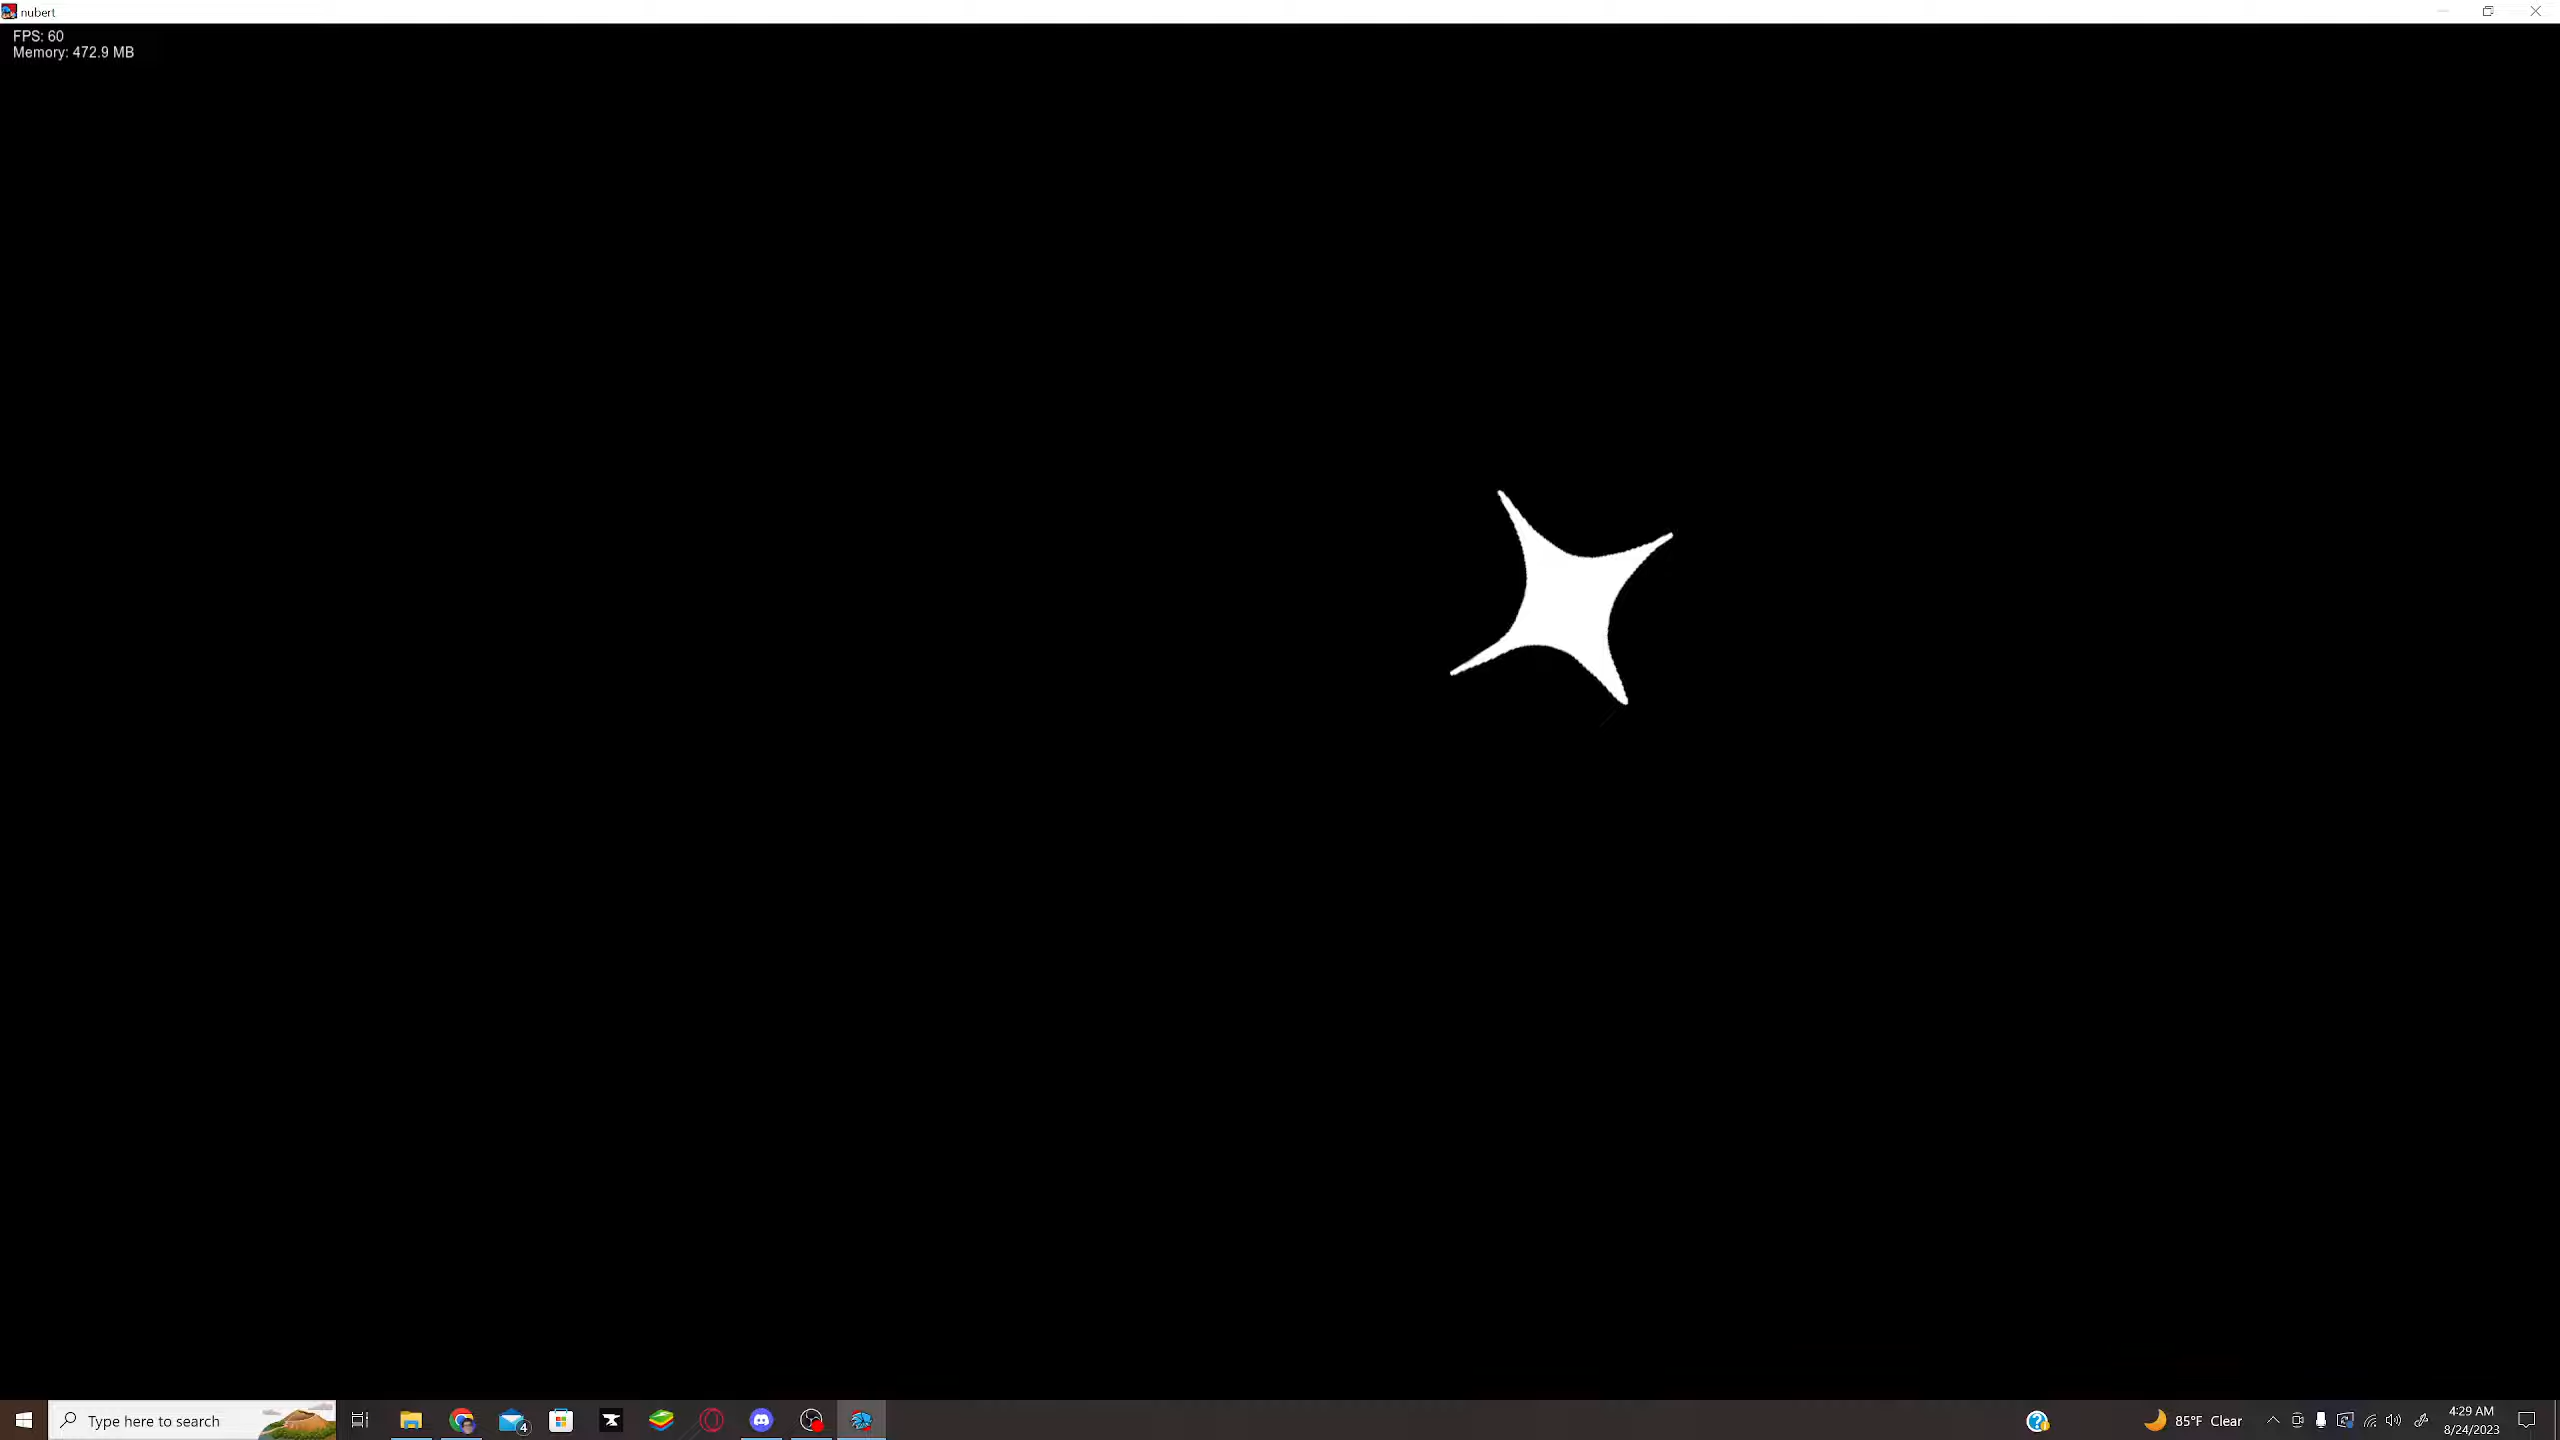 nubert
FPS: 60
Memory: 472.9 MB
Type here to search
4
85°F Clear
4:29 AM
8/24/2023